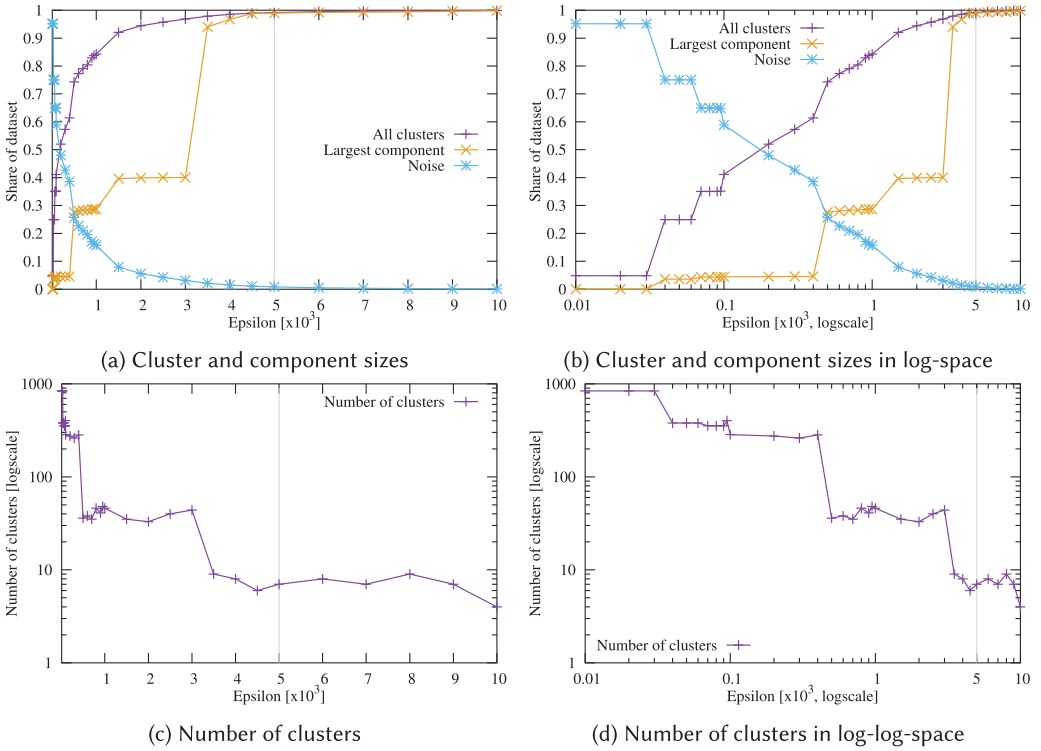 1
0.9
0.8
0.7
0.6
0.5
0.4
0.3
0.2
0.1
0
Share of dataset
All clusters
Largest component
Noise
1 2 3 4 5 6 7 8 9 10
Epsilon [x10³]
(a) Cluster and component sizes
1
0.9
0.8
0.7
0.6
0.5
0.4
0.3
0.2
0.1
0
Share of dataset
All clusters
Largest component
Noise
0.01 0.1 1 5 10
Epsilon [x10³, logscale]
(b) Cluster and component sizes in log-space
1000
100
10
1
Number of clusters [logscale]
Number of clusters
1 2 3 4 5 6 7 8 9 10
Epsilon [x10³]
(c) Number of clusters
1000
100
10
1
Number of clusters [logscale]
Number of clusters
0.01 0.1 1 5 10
Epsilon [x10³, logscale]
(d) Number of clusters in log-log-space